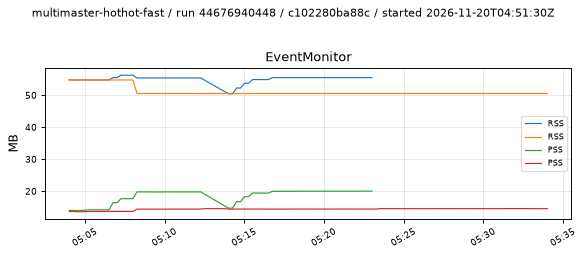 multimaster-hothot-fast / run 44676940448 / c102280ba88c / started 2026-11-20T04:51:30Z
EventMonitor
MB
50
40
30
20
RSS
RSS
PSS
PSS
05:05
05:10
05:15
05:20
05:25
05:30
05:35